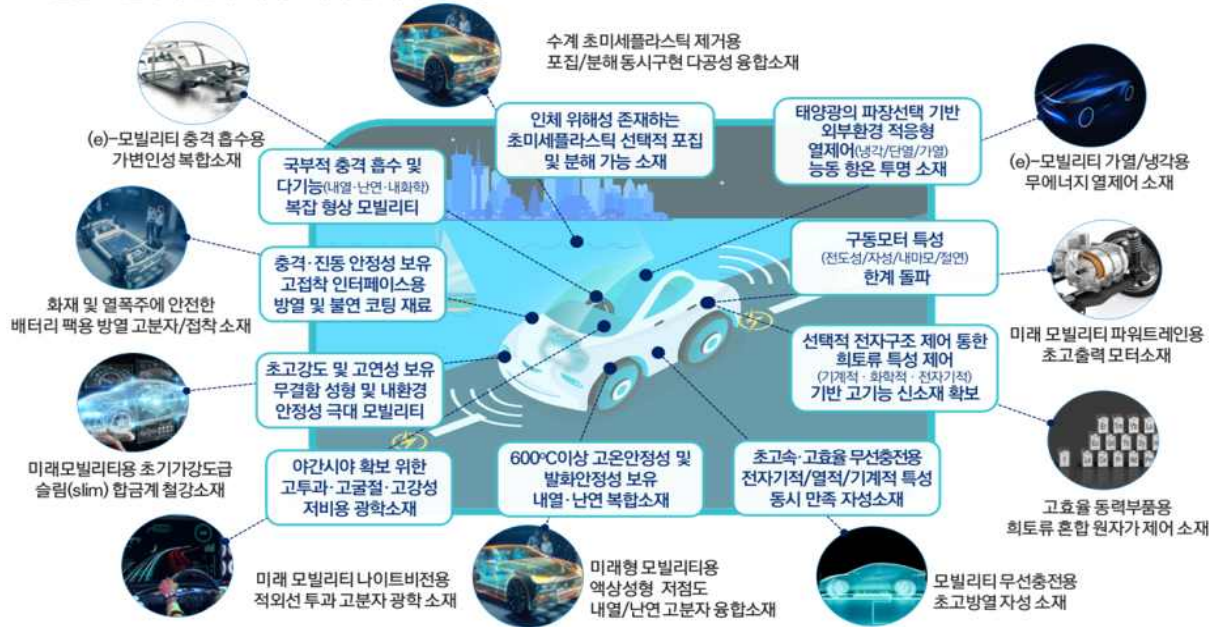 수계 초미세플라스틱 제거용
포집/분해 동시구현 다공성 융합소재
(e)-모빌리티 충격 흡수용
가변인성 복합소재
국부적 충격 흡수 및
다기능(내열·난연·내화학)
복잡 형상 모빌리티
인체 위해성 존재하는
초미세플라스틱 선택적 포집
및 분해 가능 소재
태양광의 파장선택 기반
외부환경 적응형
열제어(냉각/단열/가열)
능동 항온 투명 소재
(e)-모빌리티 가열/냉각용
무에너지 열제어 소재
화재 및 열폭주에 안전한
배터리 팩용 방열 고분자/접착 소재
충격·진동 안정성 보유
고접착 인터페이스용
방열 및 불연 코팅 재료
구동모터 특성
(전도성/자성/내마모/절연)
한계 돌파
미래 모빌리티 파워트레인용
초고출력 모터소재
미래모빌리티용 초기가강도급
슬림(slim) 합금계 철강소재
초고강도 및 고연성 보유
무결함 성형 및 내환경
안정성 극대 모빌리티
선택적 전자구조 제어 통한
희토류 특성 제어
(기계적·화학적·전자기적)
기반 고기능 신소재 확보
고효율 동력부품용
희토류 혼합 원자가 제어 소재
야간시야 확보 위한
고투과·고굴절·고강성
저비용 광학소재
600℃이상 고온안정성 및
발화안정성 보유
내열·난연 복합소재
초고속·고효율 무선충전용
전자기적/열적/기계적 특성
동시 만족 자성소재
미래 모빌리티 나이트비전용
적외선 투과 고분자 광학 소재
미래형 모빌리티용
액상성형 저점도
내열/난연 고분자 융합소재
모빌리티 무선충전용
초고방열 자성 소재